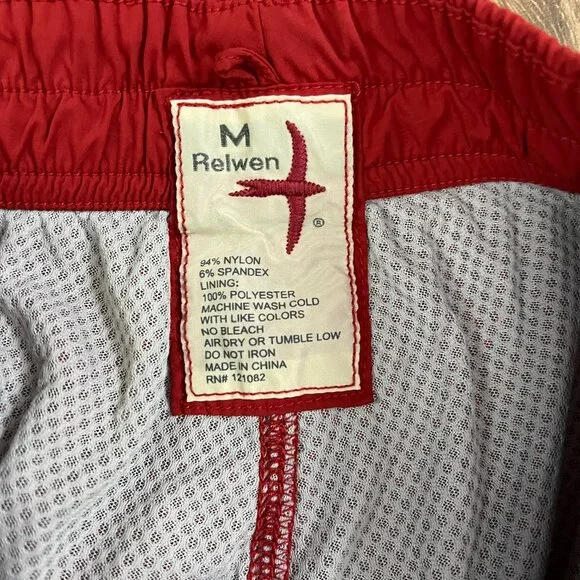 M
Relwen
®
94% NYLON
6% SPANDEX
LINING:
100% POLYESTER
MACHINE WASH COLD
WITH LIKE COLORS
NO BLEACH
AIR DRY OR TUMBLE LOW
DO NOT IRON
MADE IN CHINA
RN# 121082